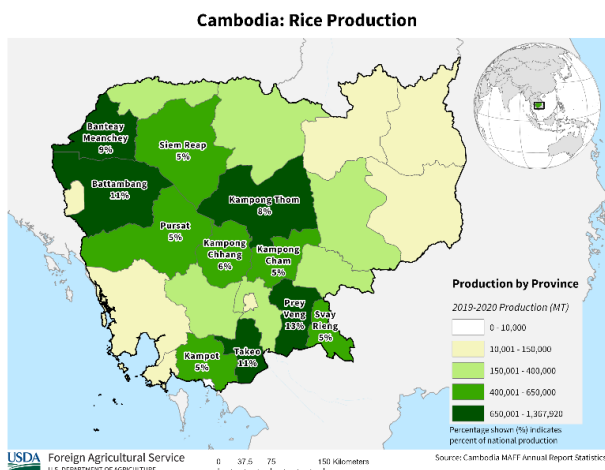 Cambodia: Rice Production
Banteay
Meanchey
9%
Siem Reap
5%
Battambang
11%
Kampong Thom
8%
Pursat
5%
Kampong
Chhang
6%
Kampong
Cham
5%
Prey
Veng
13%
Svay
Rieng
5%
Kampot
5%
Takeo
11%
Production by Province
2019-2020 Production (MT)
0 - 10,000
10,001 - 150,000
150,001 - 400,000
400,001 - 650,000
650,001 - 1,367,920
Percentage shown (%) indicates
percent of national production
USDA Foreign Agricultural Service
U.S. DEPARTMENT OF AGRICULTURE
0 37.5 75 150 Kilometers
Source: Cambodia MAFF Annual Report Statistics